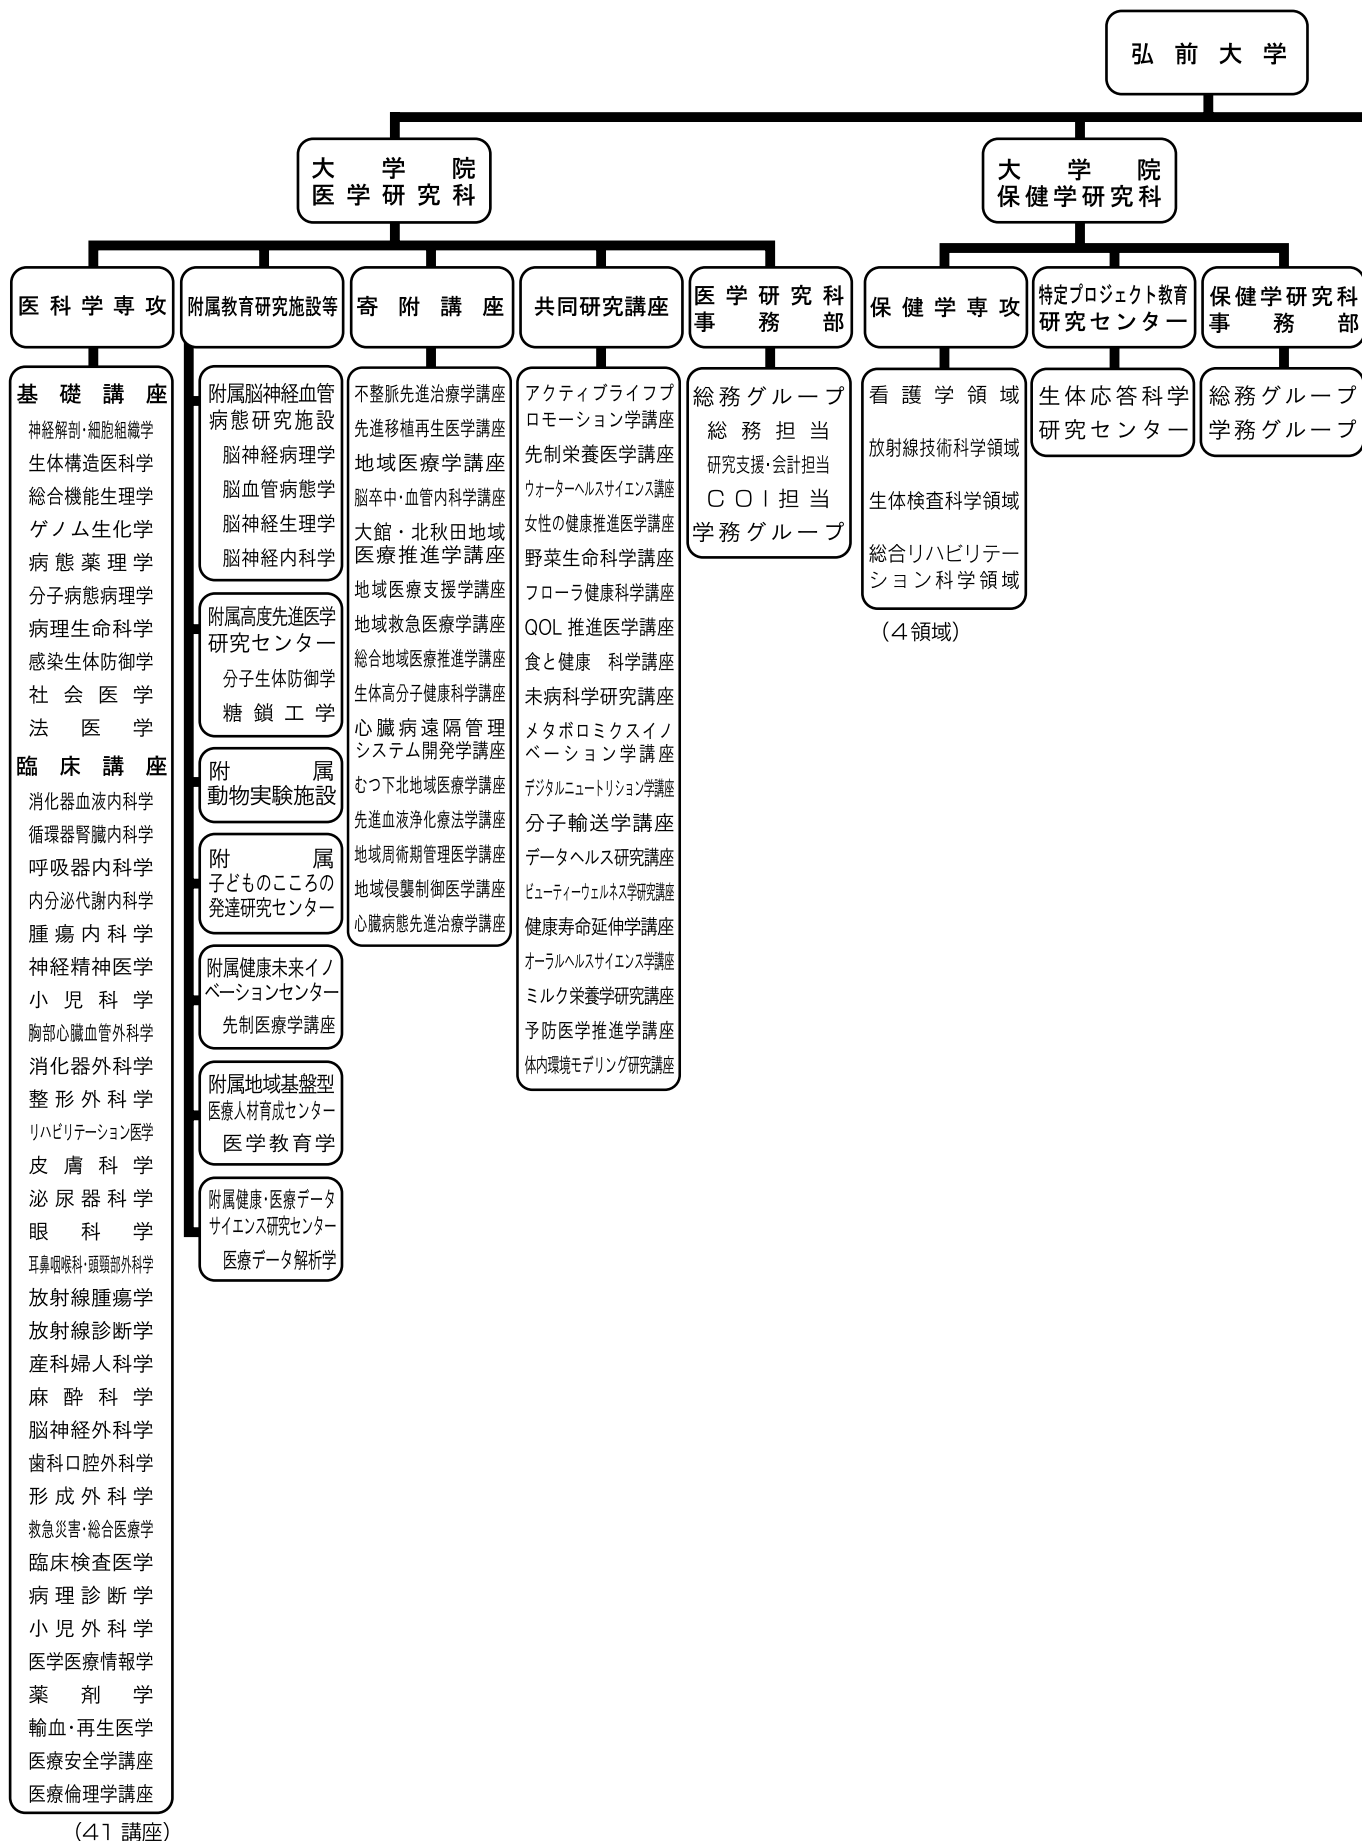 弘前大学
大学院
医学研究科
大学院
保健学研究科
医科学専攻
附属教育研究施設等
寄附講座
共同研究講座
医学研究科
事務部
保健学専攻
特定プロジェクト教育
研究センター
保健学研究科
事務部
基礎講座
神経解剖・細胞組織学
生体構造医科学
総合機能生理学
ゲノム生化学
病態薬理学
分子病態病理学
病理生命科学
感染生体防御学
社会医学
法医学
臨床講座
消化器血液内科学
循環器腎臓内科学
呼吸器内科学
内分泌代謝内科学
腫瘍内科学
神経精神医学
小児科学
胸部心臓血管外科学
消化器外科学
整形外科学
リハビリテーション医学
皮膚科学
泌尿器科学
眼科学
耳鼻咽喉科・頭頸部外科学
放射線腫瘍学
放射線診断学
産科婦人科学
麻酔科学
脳神経外科学
歯科口腔外科学
形成外科学
救急災害・総合医療学
臨床検査医学
病理診断学
小児外科学
医学医療情報学
薬剤学
輸血・再生医学
医療安全学講座
医療倫理学講座
(41講座)
附属脳神経血管
病態研究施設
脳神経病理学
脳血管病態学
脳神経生理学
脳神経内科学
附属高度先進医学
研究センター
分子生体防御学
糖鎖工学
附属
動物実験施設
附属
子どものこころの
発達研究センター
附属健康未来イノ
ベーションセンター
先制医療学講座
附属地域基盤型
医療人材育成センター
医学教育学
附属健康・医療データ
サイエンス研究センター
医療データ解析学
不整脈先進治療学講座
先進移植再生医学講座
地域医療学講座
脳卒中・血管内科学講座
大館・北秋田地域
医療推進学講座
地域医療支援学講座
地域救急医療学講座
総合地域医療推進学講座
生体高分子健康科学講座
心臓病遠隔管理
システム開発学講座
むつ下北地域医療学講座
先進血液浄化療法学講座
地域周術期管理医学講座
地域侵襲制御医学講座
心臓病態先進治療学講座
アクティブライフプ
ロモーション学講座
先制栄養医学講座
ウォーターヘルスサイエンス講座
女性の健康推進医学講座
野菜生命科学講座
フローラ健康科学講座
QOL 推進医学講座
食と健康　科学講座
未病科学研究講座
メタボロミクスイノ
ベーション学講座
デジタルニュートリション学講座
分子輸送学講座
データヘルス研究講座
ビューティーウェルネス学研究講座
健康寿命延伸学講座
オーラルヘルスサイエンス学講座
ミルク栄養学研究講座
予防医学推進学講座
体内環境モデリング研究講座
総務グループ
総務担当
研究支援・会計担当
COI担当
学務グループ
看護学領域
放射線技術科学領域
生体検査科学領域
総合リハビリテー
ション科学領域
(4領域)
生体応答科学
研究センター
総務グループ
学務グループ